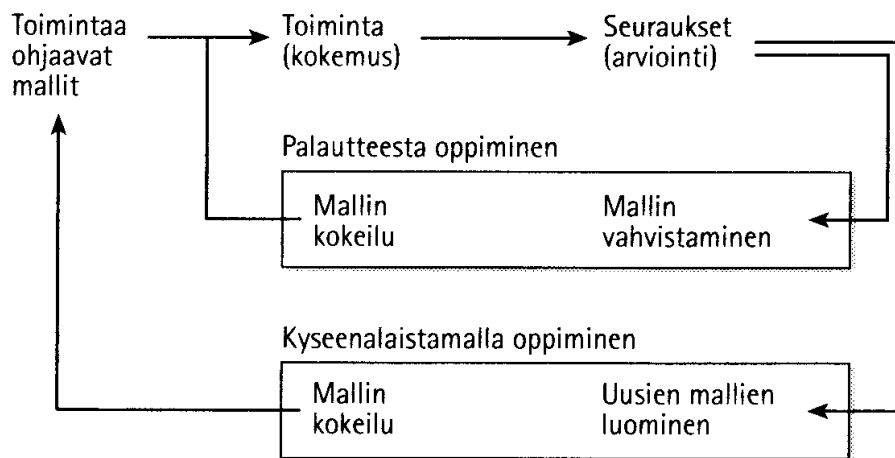 Toimintaa
ohjaavat
mallit
Toiminta
(kokemus)
Seuraukset
(arviointi)
Palautteesta oppiminen
Mallin
kokeilu
Mallin
vahvistaminen
Kyseenalaistamalla oppiminen
Mallin
kokeilu
Uusien mallien
luominen